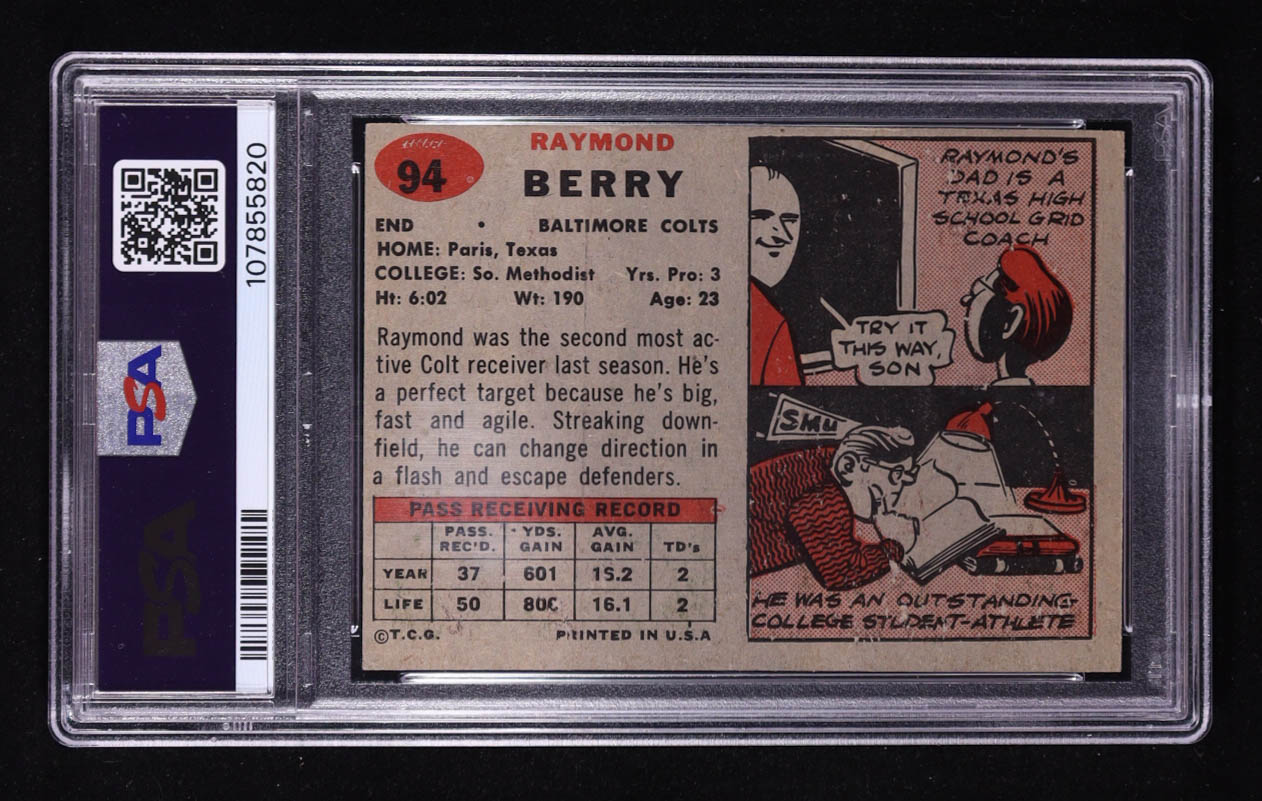 107855820
PSA
PSA
94
RAYMOND
BERRY
END • BALTIMORE COLTS
HOME: Paris, Texas
COLLEGE: So. Methodist Yrs. Pro: 3
Ht: 6:02 Wt: 190 Age: 23
Raymond was the second most ac-
tive Colt receiver last season. He's
a perfect target because he's big,
fast and agile. Streaking down-
field, he can change direction in
a flash and escape defenders.
PASS RECEIVING RECORD
PASS. YDS. AVG.
REC'D. GAIN GAIN TD's
YEAR 37 601 15.2 2
LIFE 50 806 16.1 2
©T.C.G. PRINTED IN U.S.A
RAYMOND'S
DAD IS A
TEXAS HIGH
SCHOOL GRID
COACH
TRY IT
THIS WAY,
SON
SMU
HE WAS AN OUTSTANDING
COLLEGE STUDENT-ATHLETE